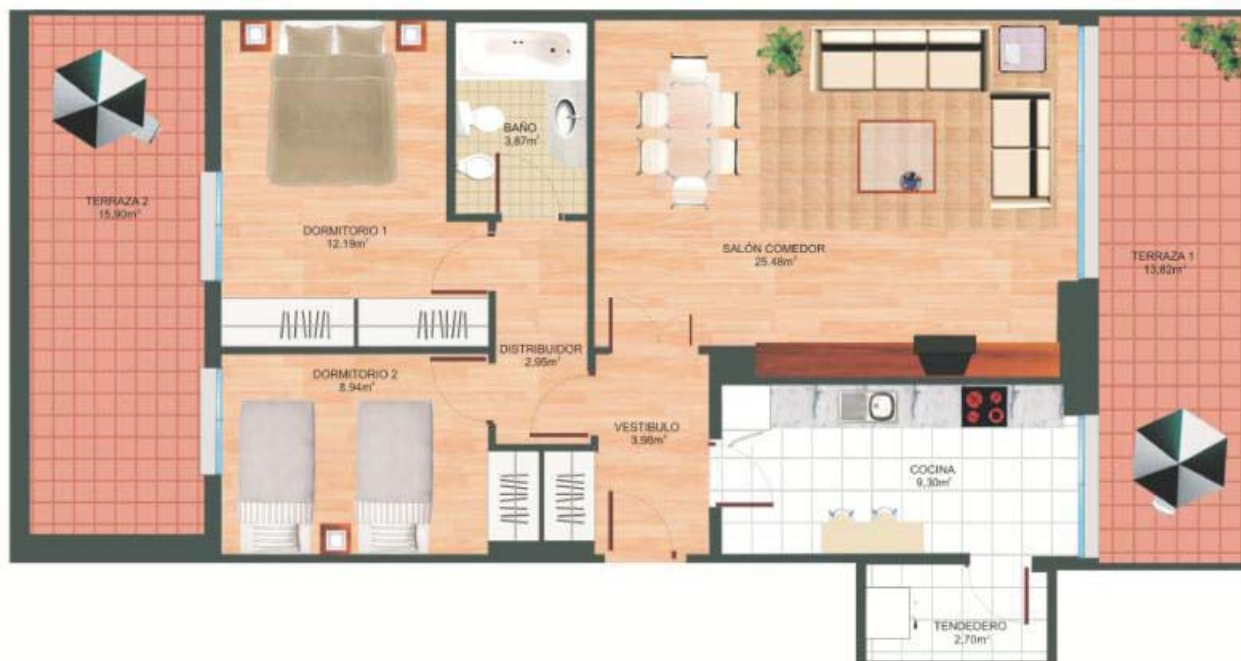 BAÑO
3,87m²
TERRAZA 2
15,90m²
DORMITORIO 1
12.19m²
SALÓN COMEDOR
25.48m²
TERRAZA 1
13,82m²
DISTRIBUIDOR
2,95m²
DORMITORIO 2
8.94m²
VESTIBULO
3.98m²
COCINA
9,30m²
TENDEDERO
2,70m²